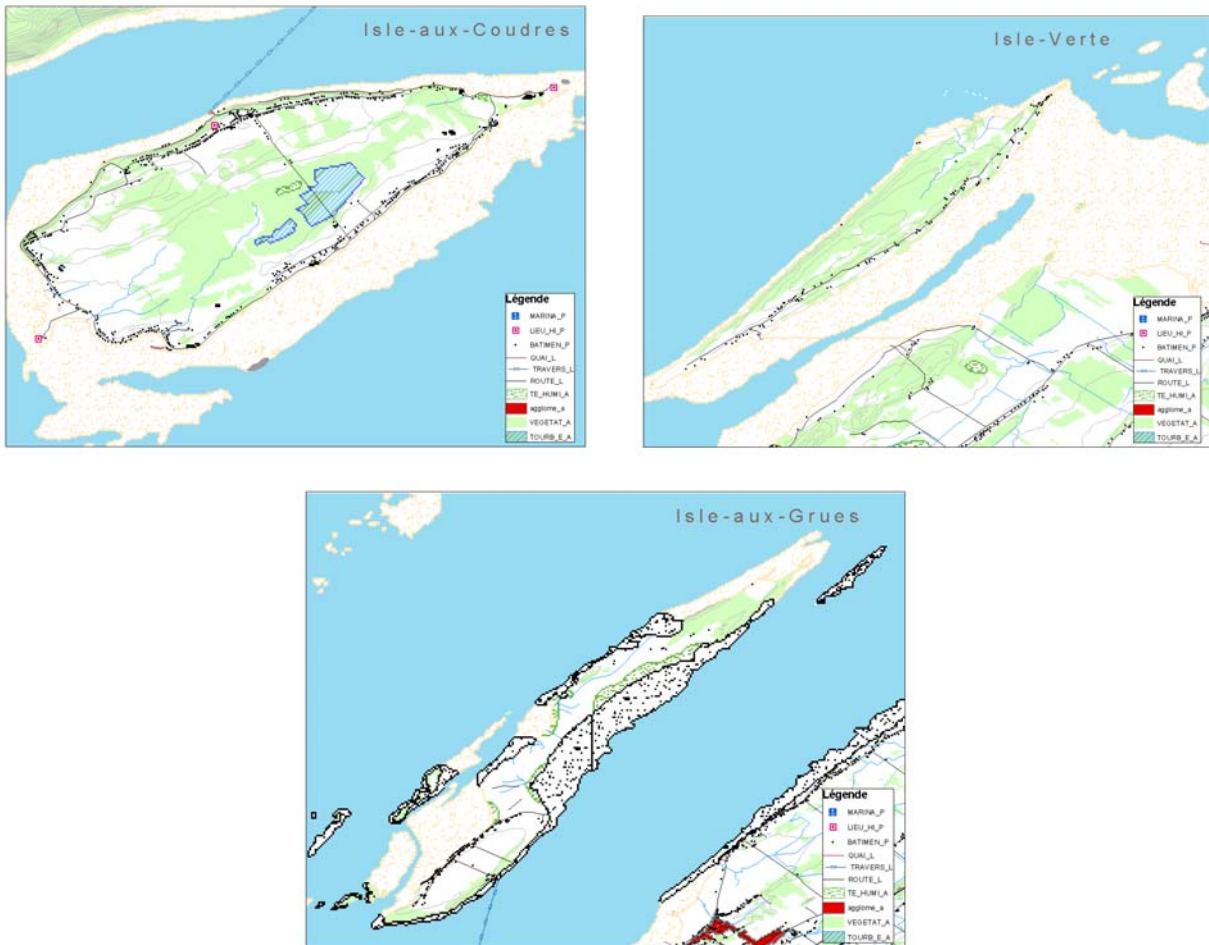 Isle-aux-Coudres
Légende
MARINA_P
LIEU_HI_P
BATIMEN_P
QUAI_L
TRAVERS_L
ROUTE_L
TE_HUMI_A
agglome_a
VEGETAT_A
TOURB_E_A
Isle-Verte
Légende
MARINA_P
LIEU_HI_P
BATIMEN_P
QUAI_L
TRAVERS_L
ROUTE_L
TE_HUMI_A
agglome_a
VEGETAT_A
TOURB_E_A
Isle-aux-Grues
Légende
MARINA_P
LIEU_HI_P
BATIMEN_P
QUAI_L
TRAVERS_L
ROUTE_L
TE_HUMI_A
agglome_a
VEGETAT_A
TOURB_E_A